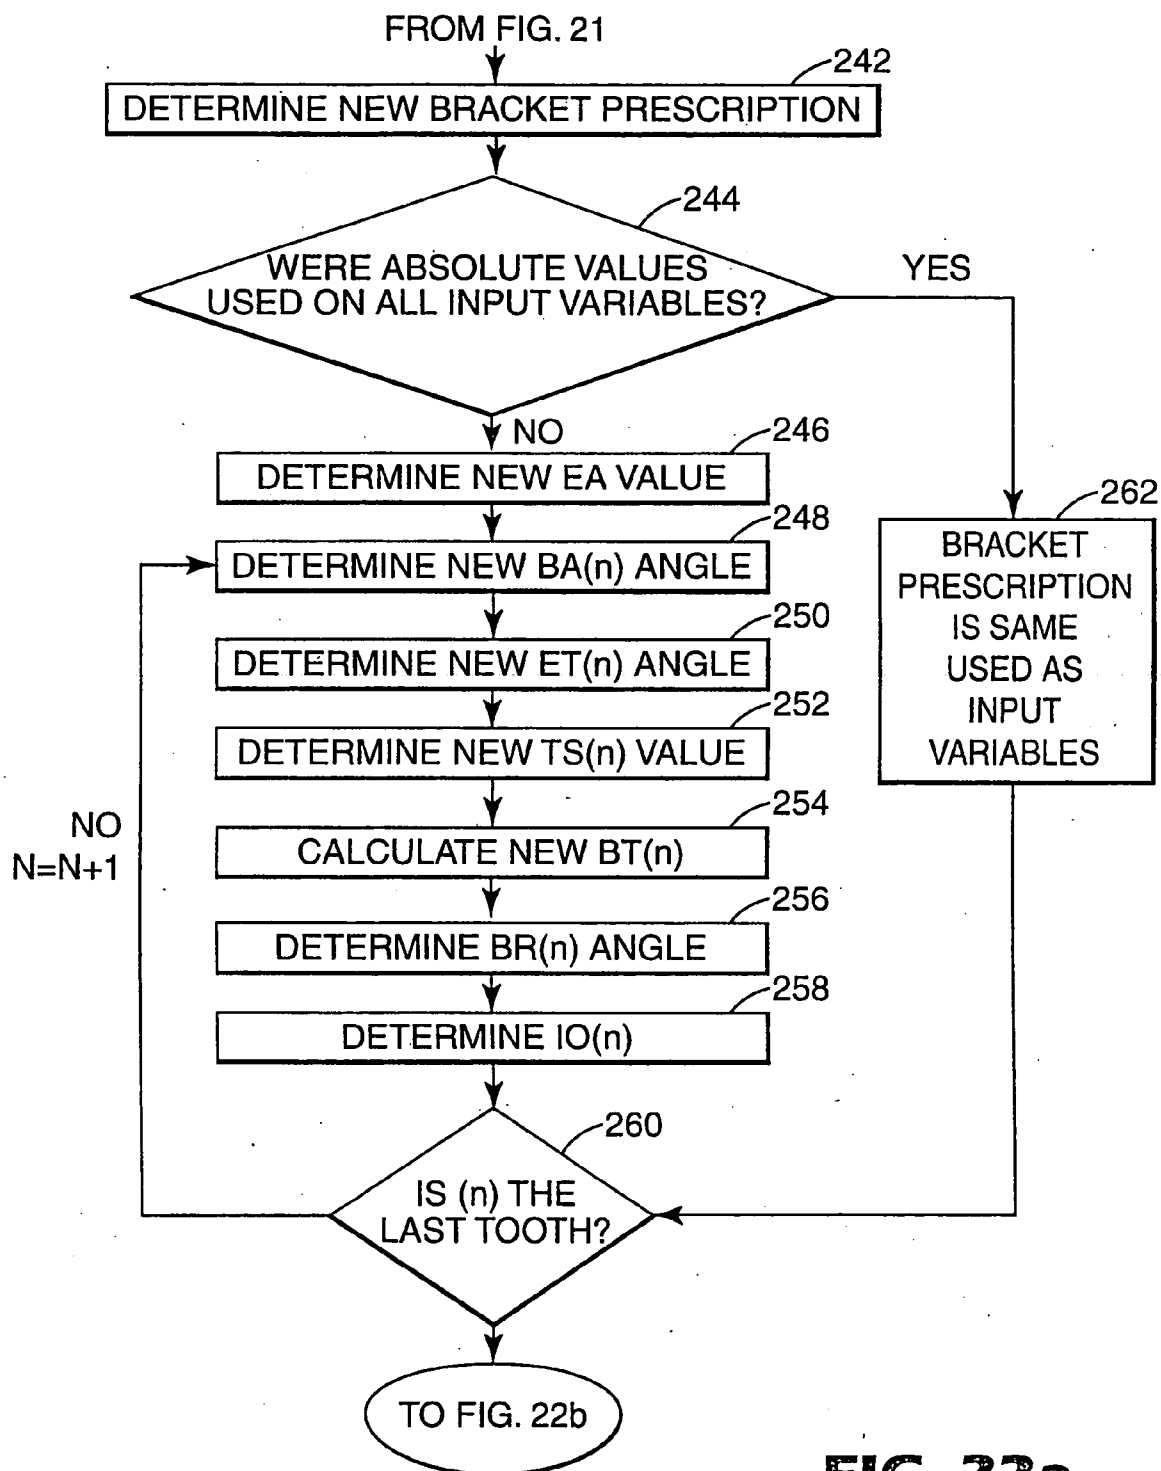 FROM FIG. 21
242
DETERMINE NEW BRACKET PRESCRIPTION
244
WERE ABSOLUTE VALUES
USED ON ALL INPUT VARIABLES?
YES
NO
246
DETERMINE NEW EA VALUE
248
DETERMINE NEW BA(n) ANGLE
262
BRACKET
PRESCRIPTION
IS SAME
USED AS
INPUT
VARIABLES
250
DETERMINE NEW ET(n) ANGLE
252
DETERMINE NEW TS(n) VALUE
254
CALCULATE NEW BT(n)
NO
N=N+1
256
DETERMINE BR(n) ANGLE
258
DETERMINE IO(n)
260
IS (n) THE
LAST TOOTH?
TO FIG. 22b
FIG. 22a